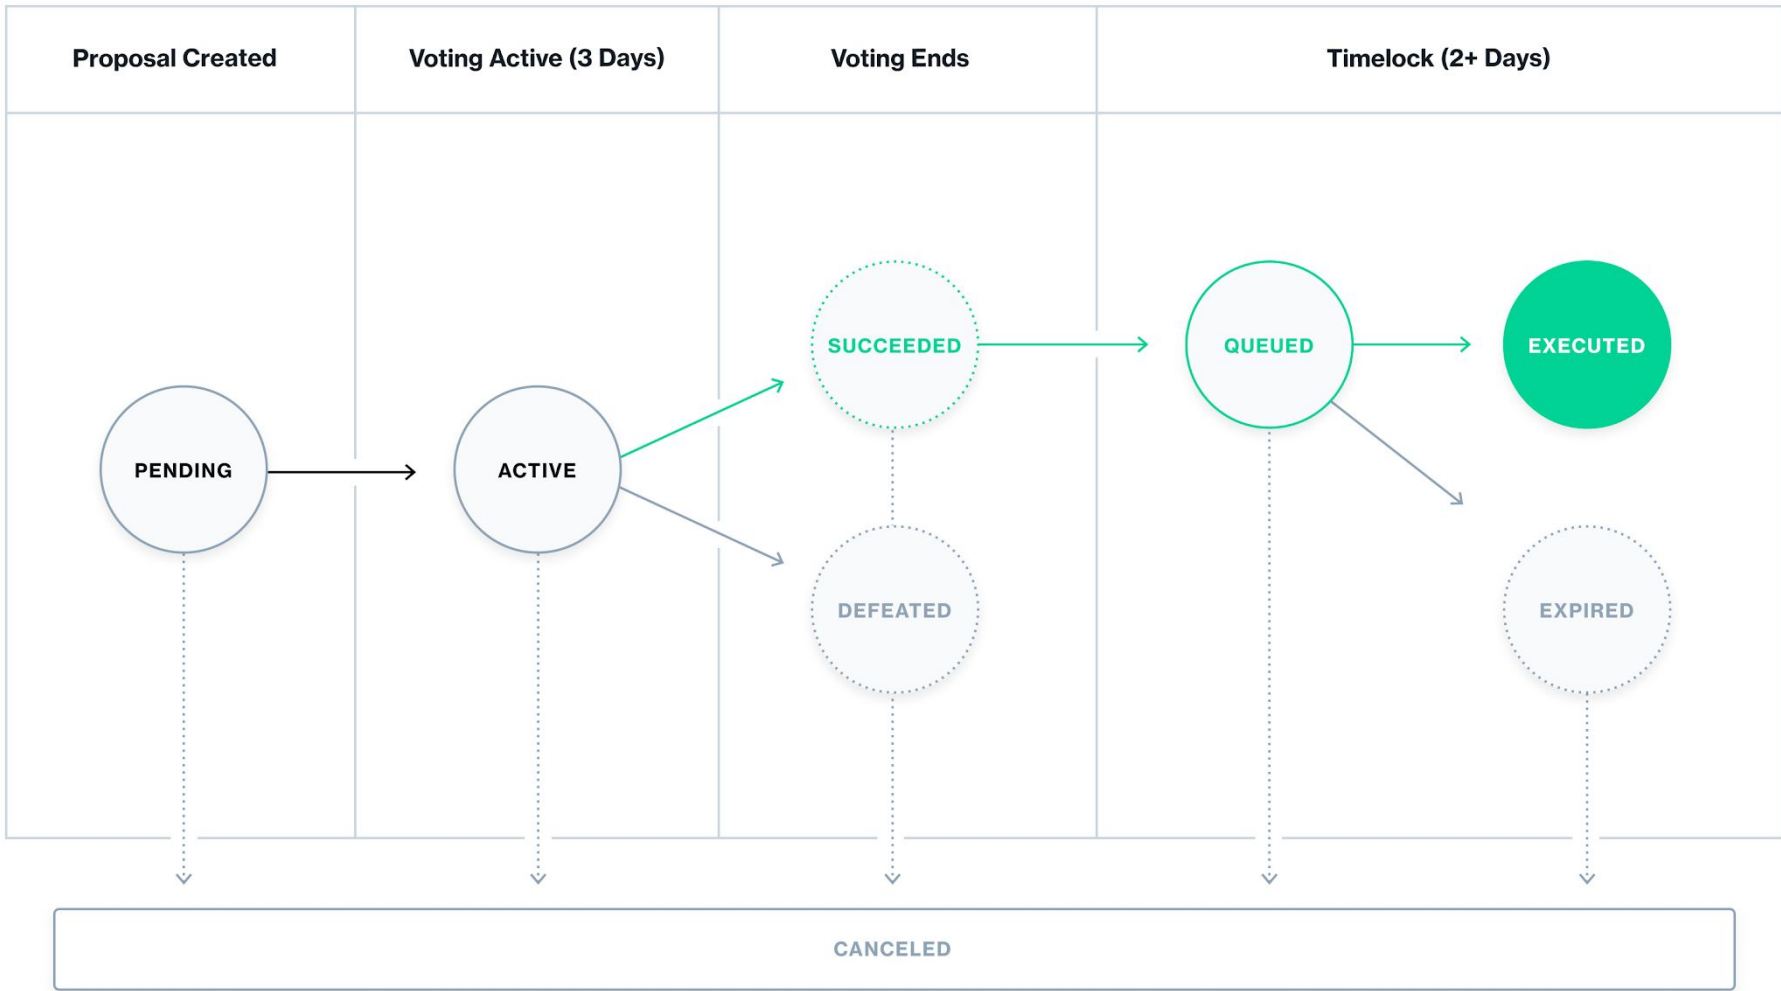 Proposal Created
Voting Active (3 Days)
Voting Ends
Timelock (2+ Days)
PENDING
ACTIVE
SUCCEEDED
DEFEATED
QUEUED
EXECUTED
EXPIRED
CANCELED